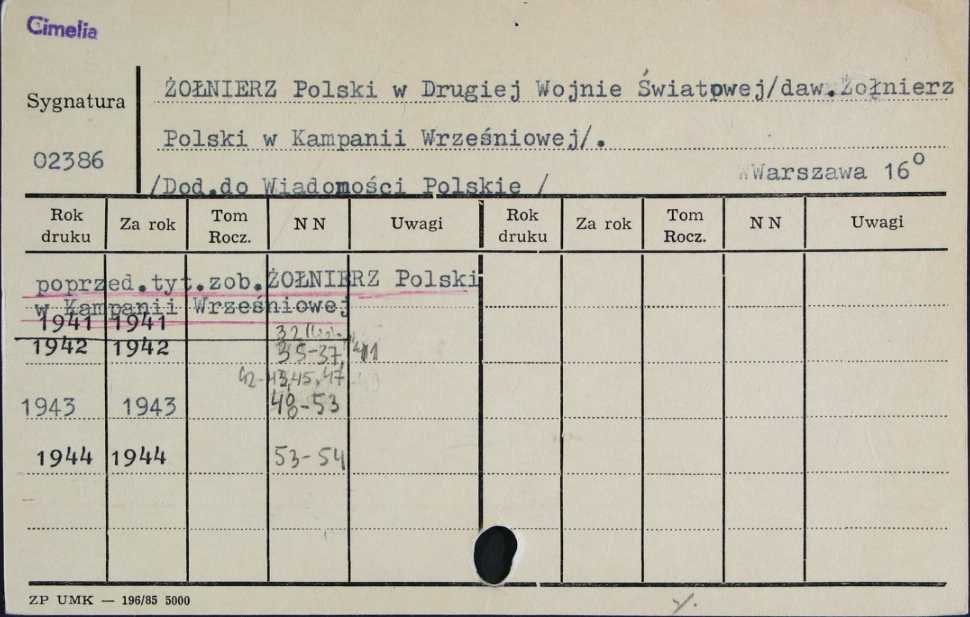 Cimelia
ŻOŁNIERZ Polski w Drugiej Wojnie Światowej/daw.Żołnierz
Sygnatura
Polski w Kampanii Wrześniowej/.
02386
Warszawa 16o
/Dod.do Wiadomości Polskie /
Rok druku Za rok Tom Rocz. N N Uwagi Rok druku Za rok Tom Rocz. N N Uwagi
poprzed.tyt.zob.ŻOŁNIERZ Polski
w Kampanii Wrześniowej
1941 1941 32
1942 1942 35-37, 41
42-43,45,47
1943 1943 48-53
1944 1944 53-54
ZP UMK — 196/85 5000